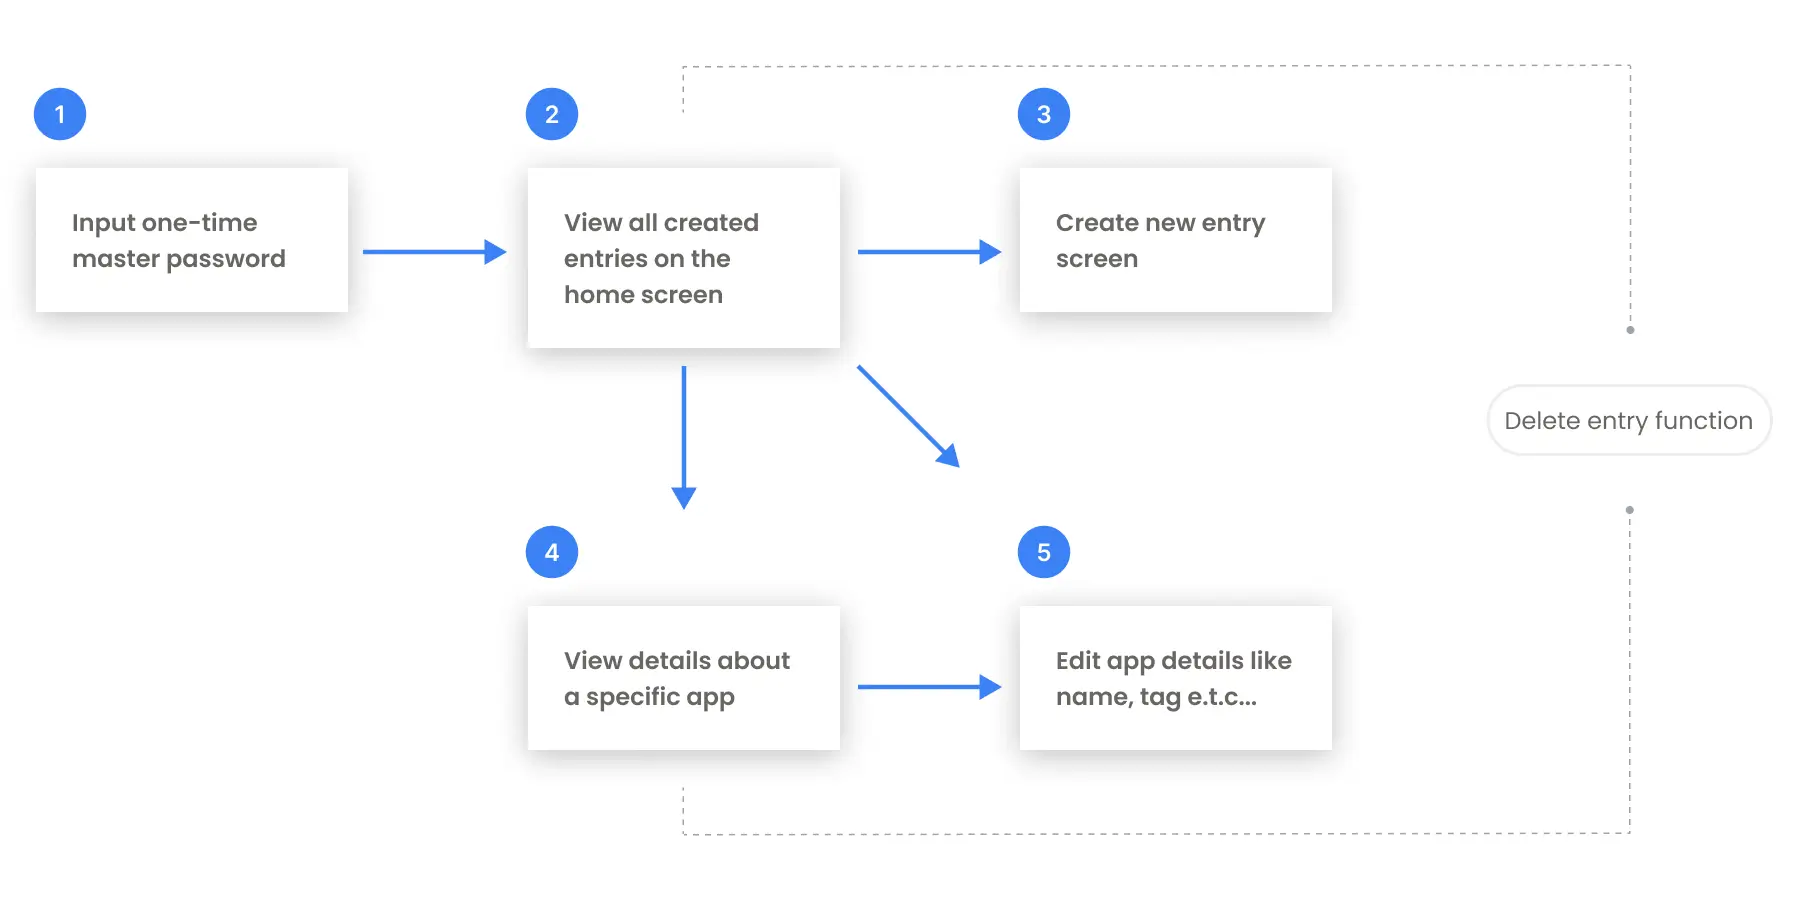 1
Input one-time
master password
2
View all created
entries on the
home screen
3
Create new entry
screen
Delete entry function
4
View details about
a specific app
5
Edit app details like
name, tag e.t.c...